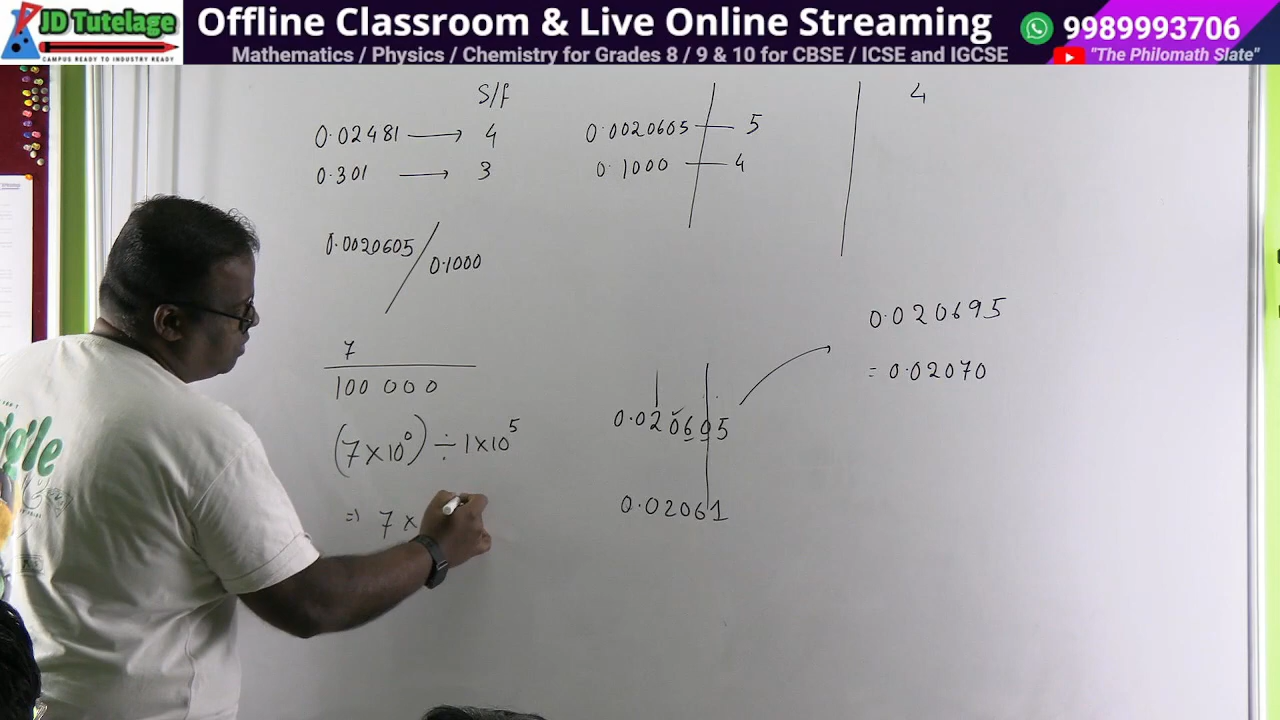 JD Tutelage
CAMPUS READY TO INDUSTRY READY
Offline Classroom & Live Online Streaming
9989993706
Mathematics / Physics / Chemistry for Grades 8 / 9 & 10 for CBSE / ICSE and IGCSE
"The Philomath Slate"
S/f
0.02481 → 4
0.301 → 3
0.0020605 — 5
0.1000 — 4
4
0.0020605 / 0.1000
7
100 000
(7×10⁰) ÷ 1×10⁵
⇒ 7×
0.020605
0.02061
0.020695
= 0.02070